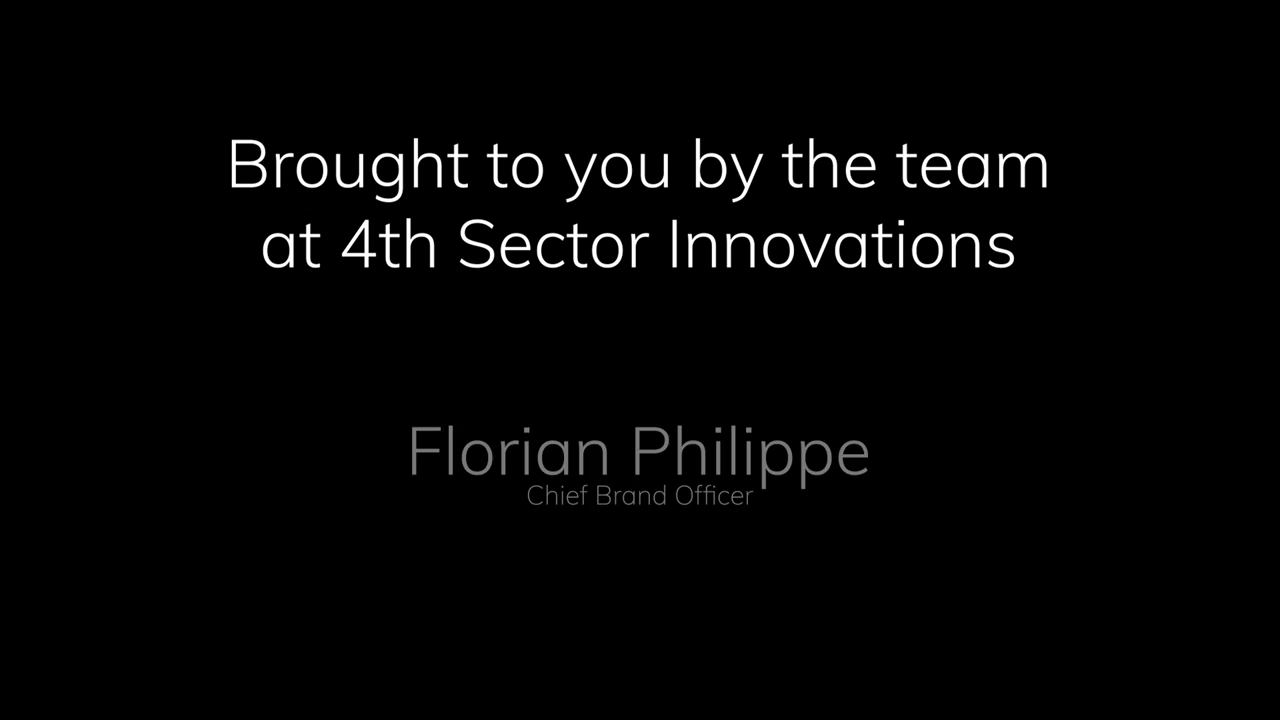 Brought to you by the team
at 4th Sector Innovations
Florian Philippe
Chief Brand Officer